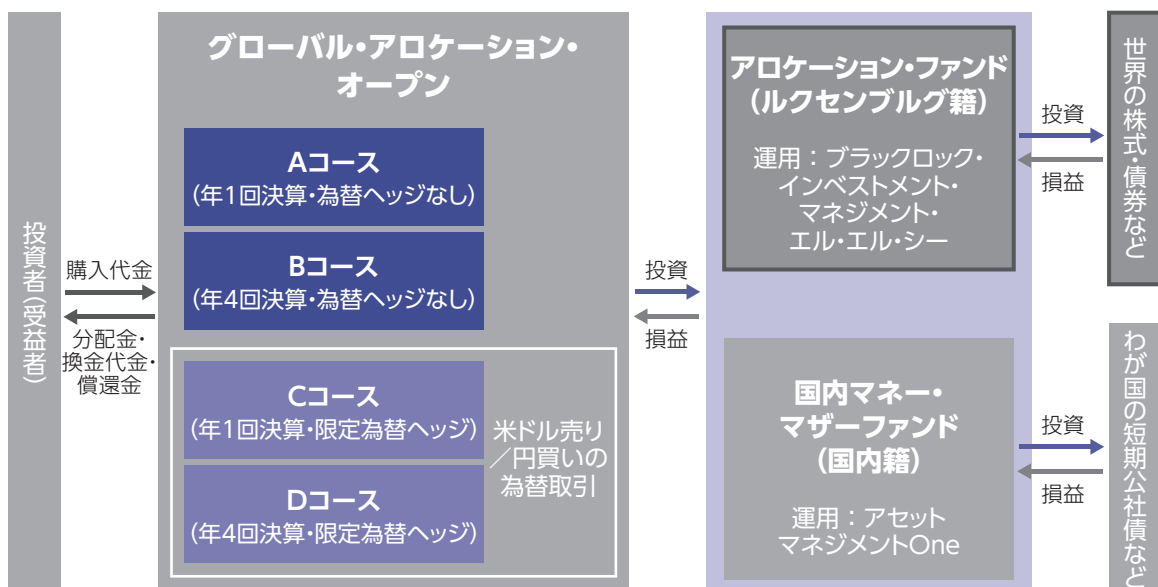 投資者(受益者)
購入代金
分配金・
換金代金・
償還金
グローバル・アロケーション・
オープン
Aコース
(年1回決算・為替ヘッジなし)
Bコース
(年4回決算・為替ヘッジなし)
Cコース
(年1回決算・限定為替ヘッジ)
Dコース
(年4回決算・限定為替ヘッジ)
米ドル売り
/円買いの
為替取引
投資
損益
アロケーション・ファンド
(ルクセンブルグ籍)
運用:ブラックロック・
インベストメント・
マネジメント・
エル・エル・シー
国内マネー・
マザーファンド
(国内籍)
運用:アセット
マネジメントOne
投資
損益
世界の株式・債券など
投資
損益
わが国の短期公社債など